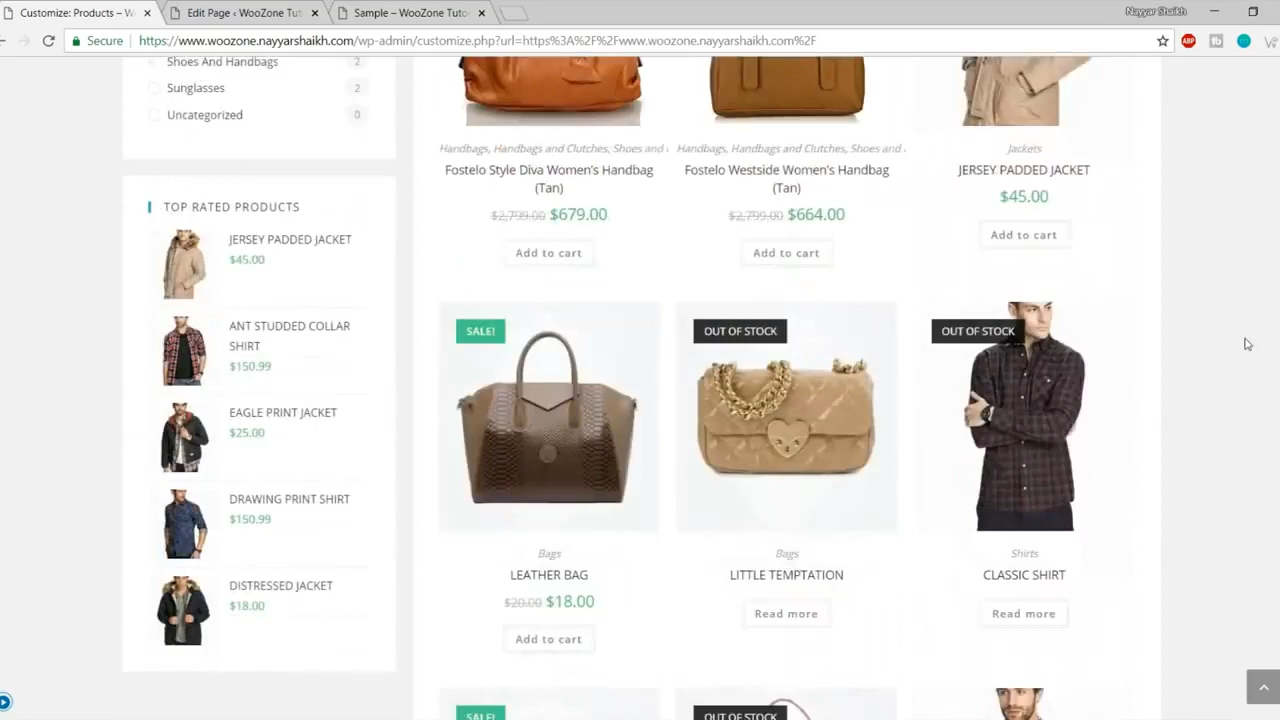 Customize: Products – W
Edit Page ‹ WooZone Tut
Sample – WooZone Tuto
Nayyar Shaikh
Secure
https://www.woozone.nayyarshaikh.com/wp-admin/customize.php?url=https%3A%2F%2Fwww.woozone.nayyarshaikh.com%2F
ABP
Shoes And Handbags 2
Sunglasses 2
Uncategorized 0
TOP RATED PRODUCTS
JERSEY PADDED JACKET
$45.00
ANT STUDDED COLLAR
SHIRT
$150.99
EAGLE PRINT JACKET
$25.00
DRAWING PRINT SHIRT
$150.99
DISTRESSED JACKET
$18.00
Handbags, Handbags and Clutches, Shoes and
Fostelo Style Diva Women's Handbag
(Tan)
$2,799.00 $679.00
Add to cart
Handbags, Handbags and Clutches, Shoes and
Fostelo Westside Women's Handbag
(Tan)
$2,799.00 $664.00
Add to cart
Jackets
JERSEY PADDED JACKET
$45.00
Add to cart
SALE!
Bags
LEATHER BAG
$20.00 $18.00
Add to cart
OUT OF STOCK
Bags
LITTLE TEMPTATION
Read more
OUT OF STOCK
Shirts
CLASSIC SHIRT
Read more
SALE!
OUT OF STOCK